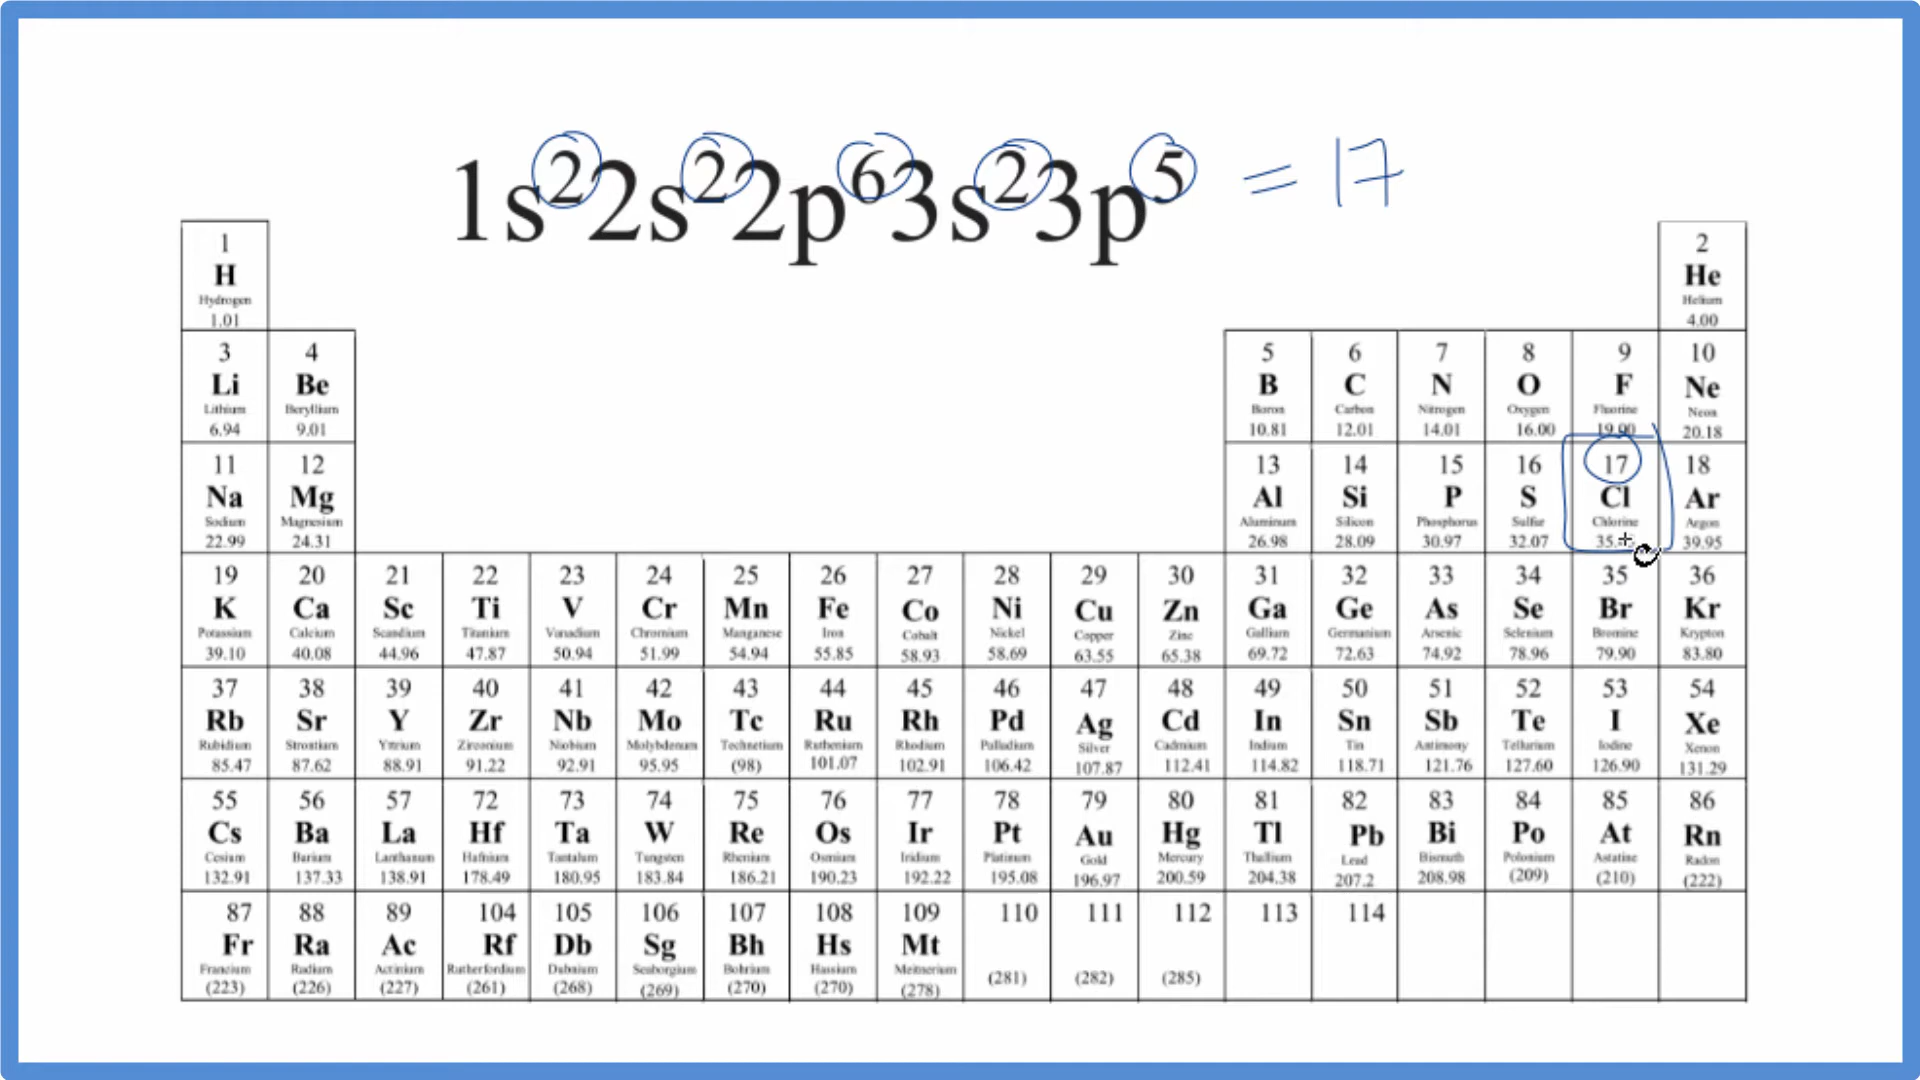 1s²2s²2p⁶3s²3p⁵ = 17
1 2
H He
Hydrogen Helium
1.01 4.00
3 4 5 6 7 8 9 10
Li Be B C N O F Ne
Lithium Beryllium Boron Carbon Nitrogen Oxygen Fluorine Neon
6.94 9.01 10.81 12.01 14.01 16.00 19.00 20.18
11 12 13 14 15 16 17 18
Na Mg Al Si P S Cl Ar
Sodium Magnesium Aluminum Silicon Phosphorus Sulfur Chlorine Argon
22.99 24.31 26.98 28.09 30.97 32.07 39.95
19 20 21 22 23 24 25 26 27 28 29 30 31 32 33 34 35 36
K Ca Sc Ti V Cr Mn Fe Co Ni Cu Zn Ga Ge As Se Br Kr
Potassium Calcium Scandium Titanium Vanadium Chromium Manganese Iron Cobalt Nickel Copper Zinc Gallium Germanium Arsenic Selenium Bromine Krypton
39.10 40.08 44.96 47.87 50.94 51.99 54.94 55.85 58.93 58.69 63.55 65.38 69.72 72.63 74.92 78.96 79.90 83.80
37 38 39 40 41 42 43 44 45 46 47 48 49 50 51 52 53 54
Rb Sr Y Zr Nb Mo Tc Ru Rh Pd Ag Cd In Sn Sb Te I Xe
Rubidium Strontium Yttrium Zirconium Niobium Molybdenum Technetium Ruthenium Rhodium Palladium Silver Cadmium Indium Tin Antimony Tellurium Iodine Xenon
85.47 87.62 88.91 91.22 92.91 95.95 (98) 101.07 102.91 106.42 107.87 112.41 114.82 118.71 121.76 127.60 126.90 131.29
55 56 57 72 73 74 75 76 77 78 79 80 81 82 83 84 85 86
Cs Ba La Hf Ta W Re Os Ir Pt Au Hg Tl Pb Bi Po At Rn
Cesium Barium Lanthanum Hafnium Tantalum Tungsten Rhenium Osmium Iridium Platinum Gold Mercury Thallium Lead Bismuth Polonium Astatine Radon
132.91 137.33 138.91 178.49 180.95 183.84 186.21 190.23 192.22 195.08 196.97 200.59 204.38 207.2 208.98 (209) (210) (222)
87 88 89 104 105 106 107 108 109 110 111 112 113 114
Fr Ra Ac Rf Db Sg Bh Hs Mt
Francium Radium Actinium Rutherfordium Dubnium Seaborgium Bohrium Hassium Meitnerium
(223) (226) (227) (261) (268) (269) (270) (270) (278) (281) (282) (285)